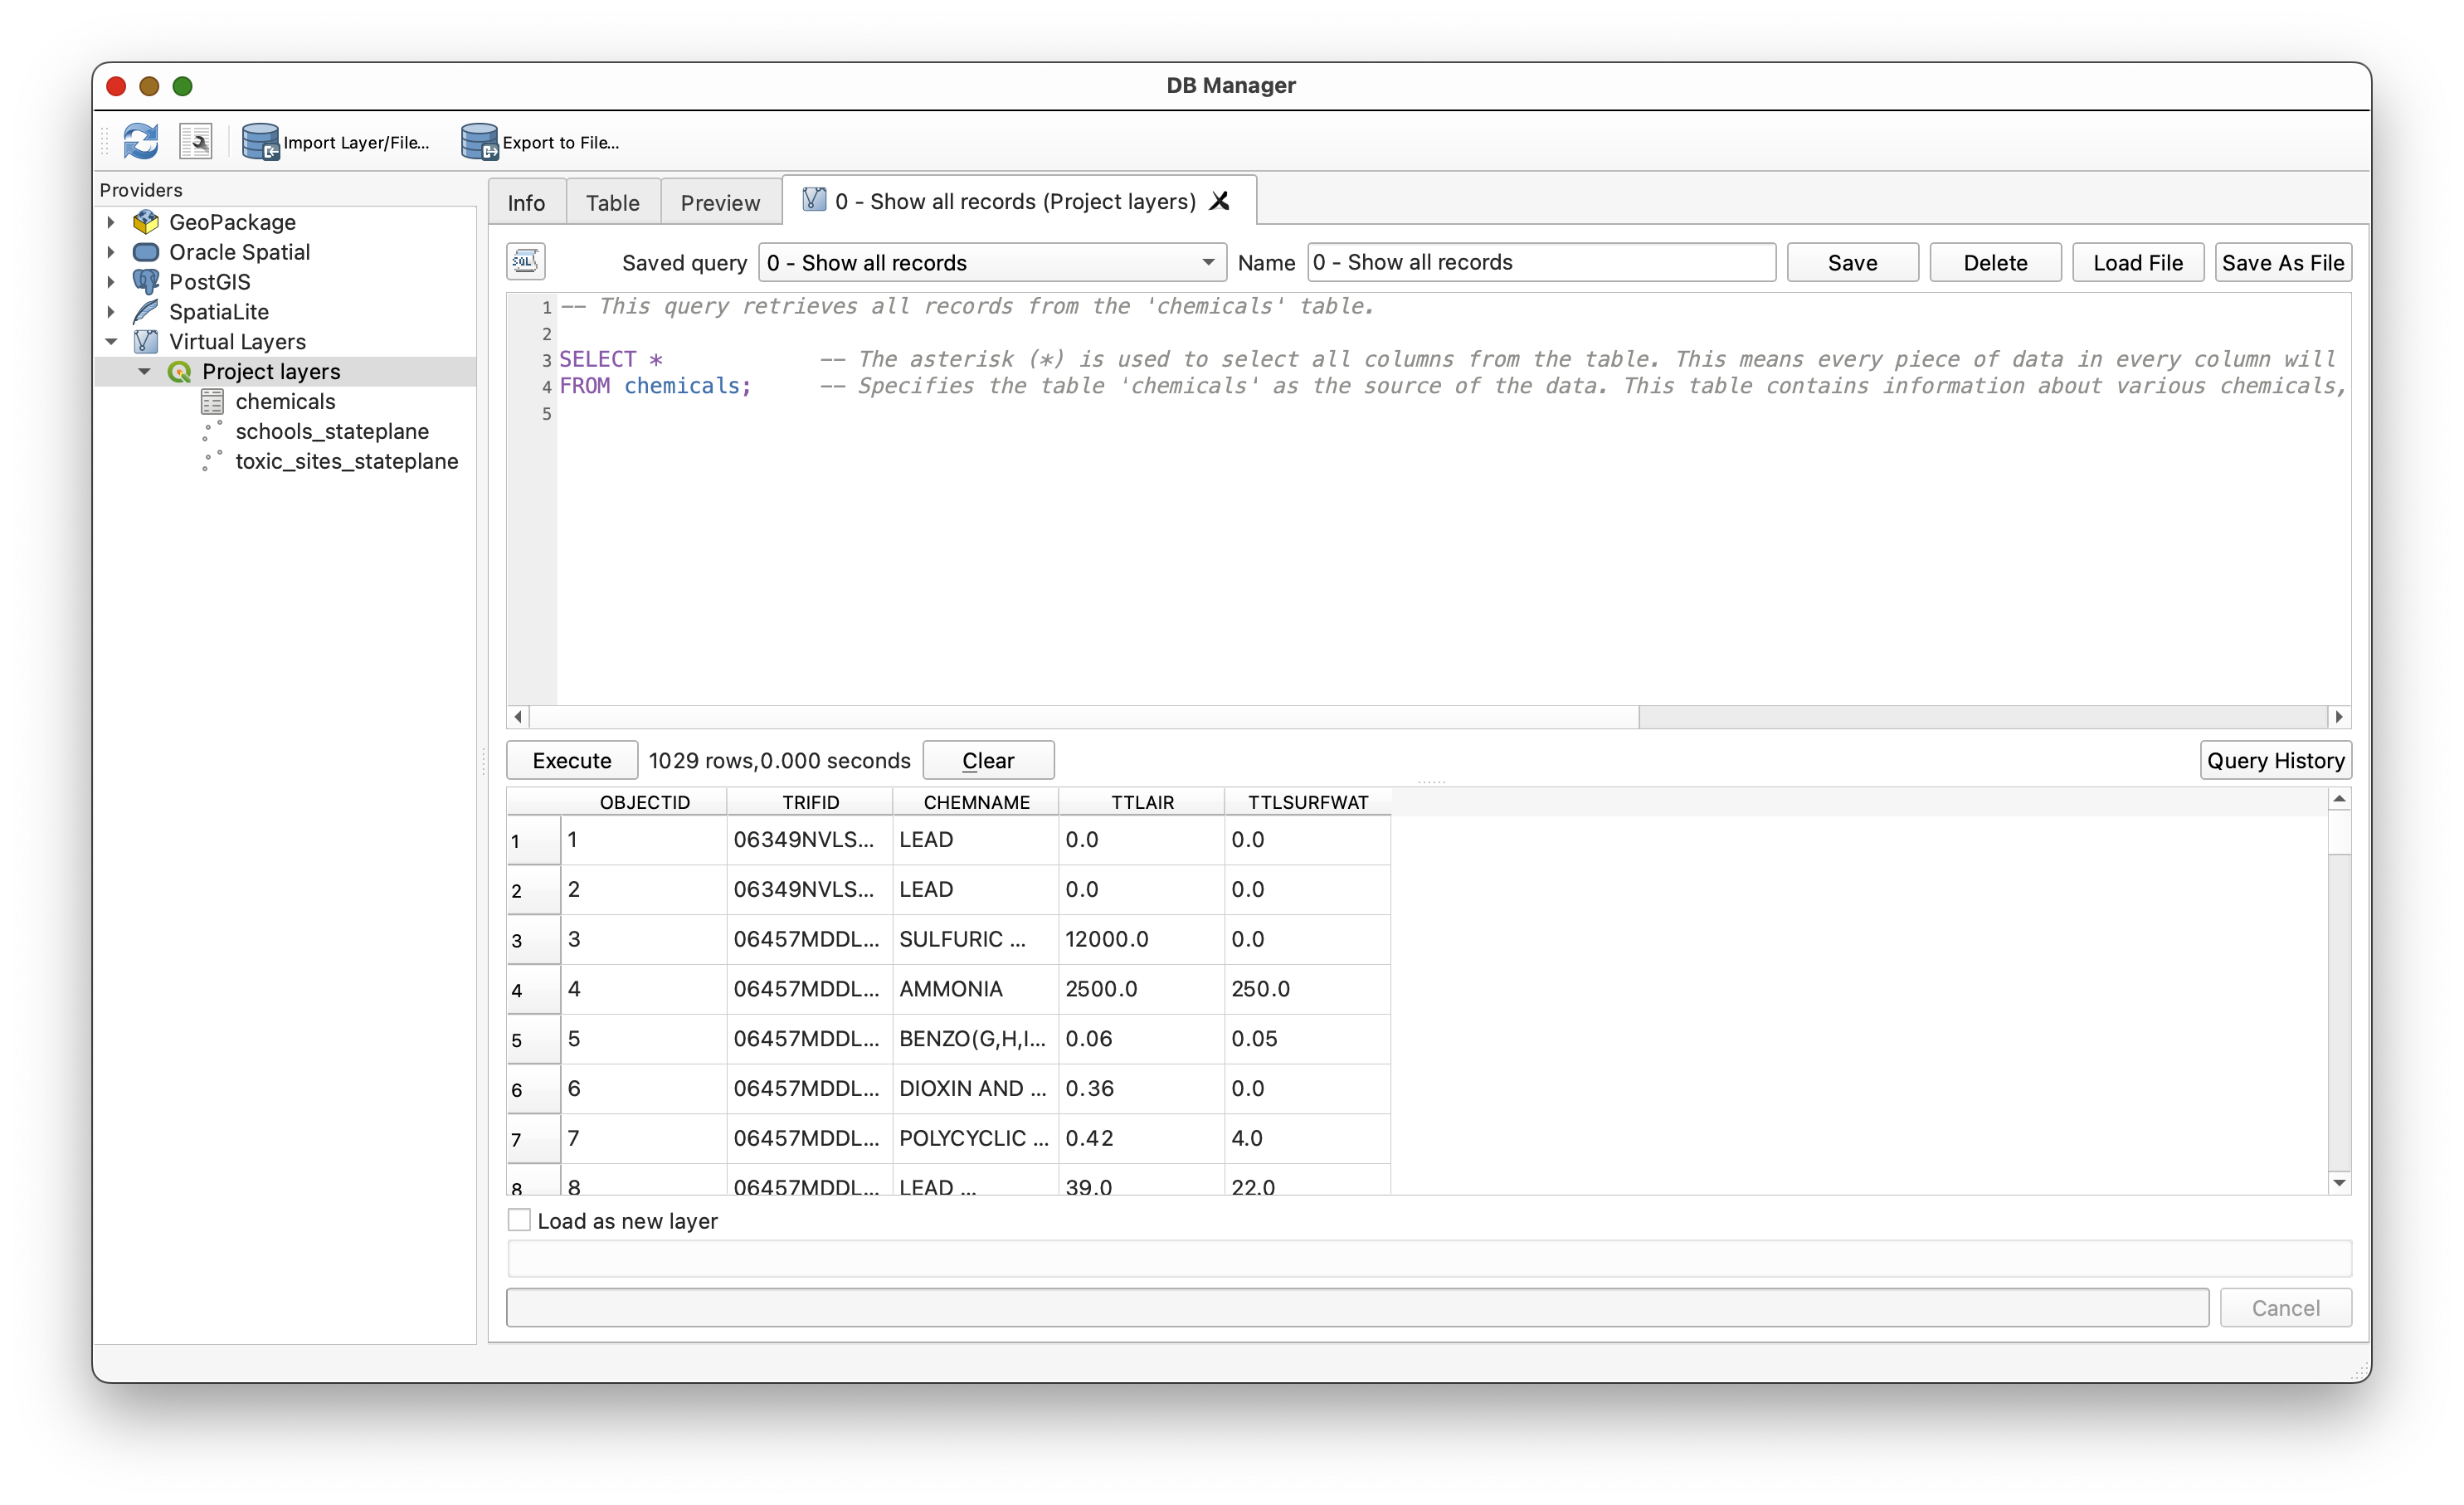 DB Manager
Import Layer/File...
Export to File...
Providers
GeoPackage
Oracle Spatial
PostGIS
SpatiaLite
Virtual Layers
Project layers
chemicals
schools_stateplane
toxic_sites_stateplane
Info Table Preview 0 - Show all records (Project layers)
SQL Saved query 0 - Show all records Name 0 - Show all records Save Delete Load File Save As File
1 -- This query retrieves all records from the 'chemicals' table.
2
3 SELECT * -- The asterisk (*) is used to select all columns from the table. This means every piece of data in every column will
4 FROM chemicals; -- Specifies the table 'chemicals' as the source of the data. This table contains information about various chemicals,
5
Execute 1029 rows,0.000 seconds Clear Query History
OBJECTID TRIFID CHEMNAME TTLAIR TTLSURFWAT
1 1 06349NVLS... LEAD 0.0 0.0
2 2 06349NVLS... LEAD 0.0 0.0
3 3 06457MDDL... SULFURIC ... 12000.0 0.0
4 4 06457MDDL... AMMONIA 2500.0 250.0
5 5 06457MDDL... BENZO(G,H,I... 0.06 0.05
6 6 06457MDDL... DIOXIN AND ... 0.36 0.0
7 7 06457MDDL... POLYCYCLIC ... 0.42 4.0
8 8 06457MDDL... LEAD ... 39.0 22.0
Load as new layer
Cancel